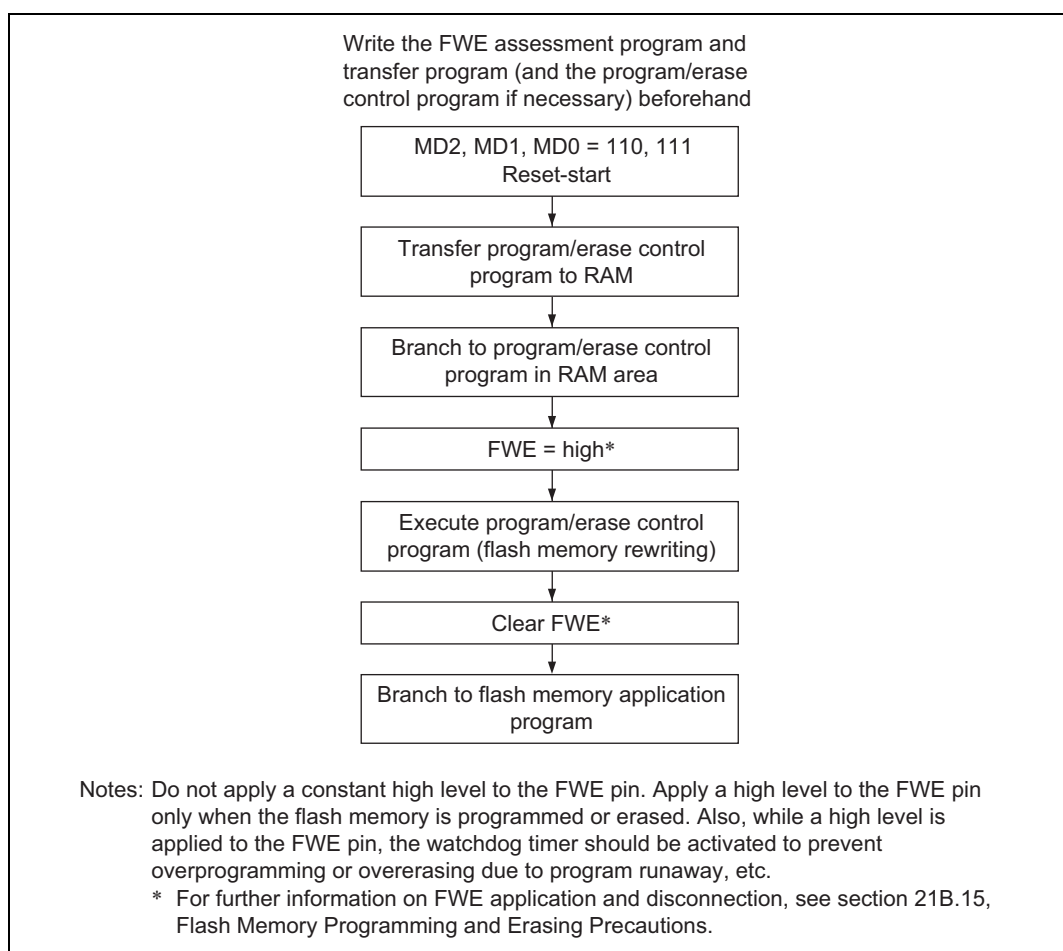 Write the FWE assessment program and
transfer program (and the program/erase
control program if necessary) beforehand
MD2, MD1, MD0 = 110, 111
Reset-start
Transfer program/erase control
program to RAM
Branch to program/erase control
program in RAM area
FWE = high*
Execute program/erase control
program (flash memory rewriting)
Clear FWE*
Branch to flash memory application
program
Notes: Do not apply a constant high level to the FWE pin. Apply a high level to the FWE pin
only when the flash memory is programmed or erased. Also, while a high level is
applied to the FWE pin, the watchdog timer should be activated to prevent
overprogramming or overerasing due to program runaway, etc.
* For further information on FWE application and disconnection, see section 21B.15,
Flash Memory Programming and Erasing Precautions.